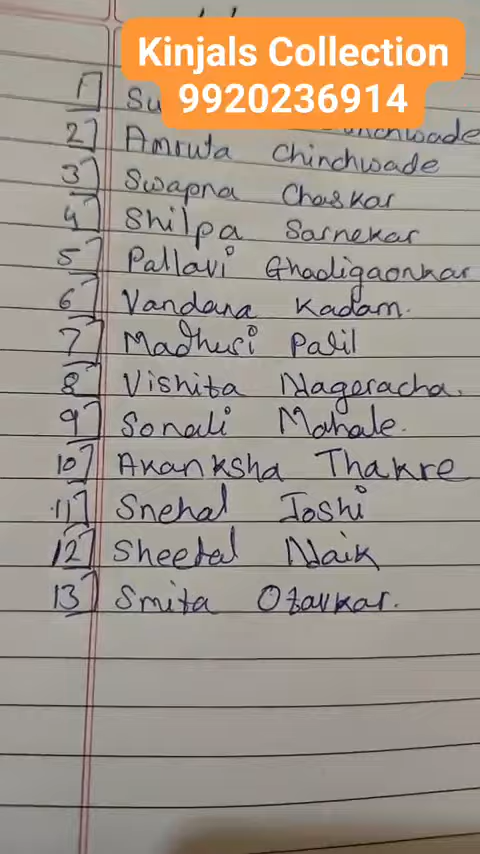 Kinjals Collection
9920236914
1]
2] Amruta Chinchwade
3] Swapna Chaskar
4] Shilpa Sarnekar
5] Pallavi Ghadigaonkar
6] Vandana Kadam.
7] Madhuri Patil
8] Vishita Nageracha.
9] Sonali Mahale.
10] Akanksha Thakre
11] Snehal Joshi
12] Sheetal Naik
13] Smita Otavkar.